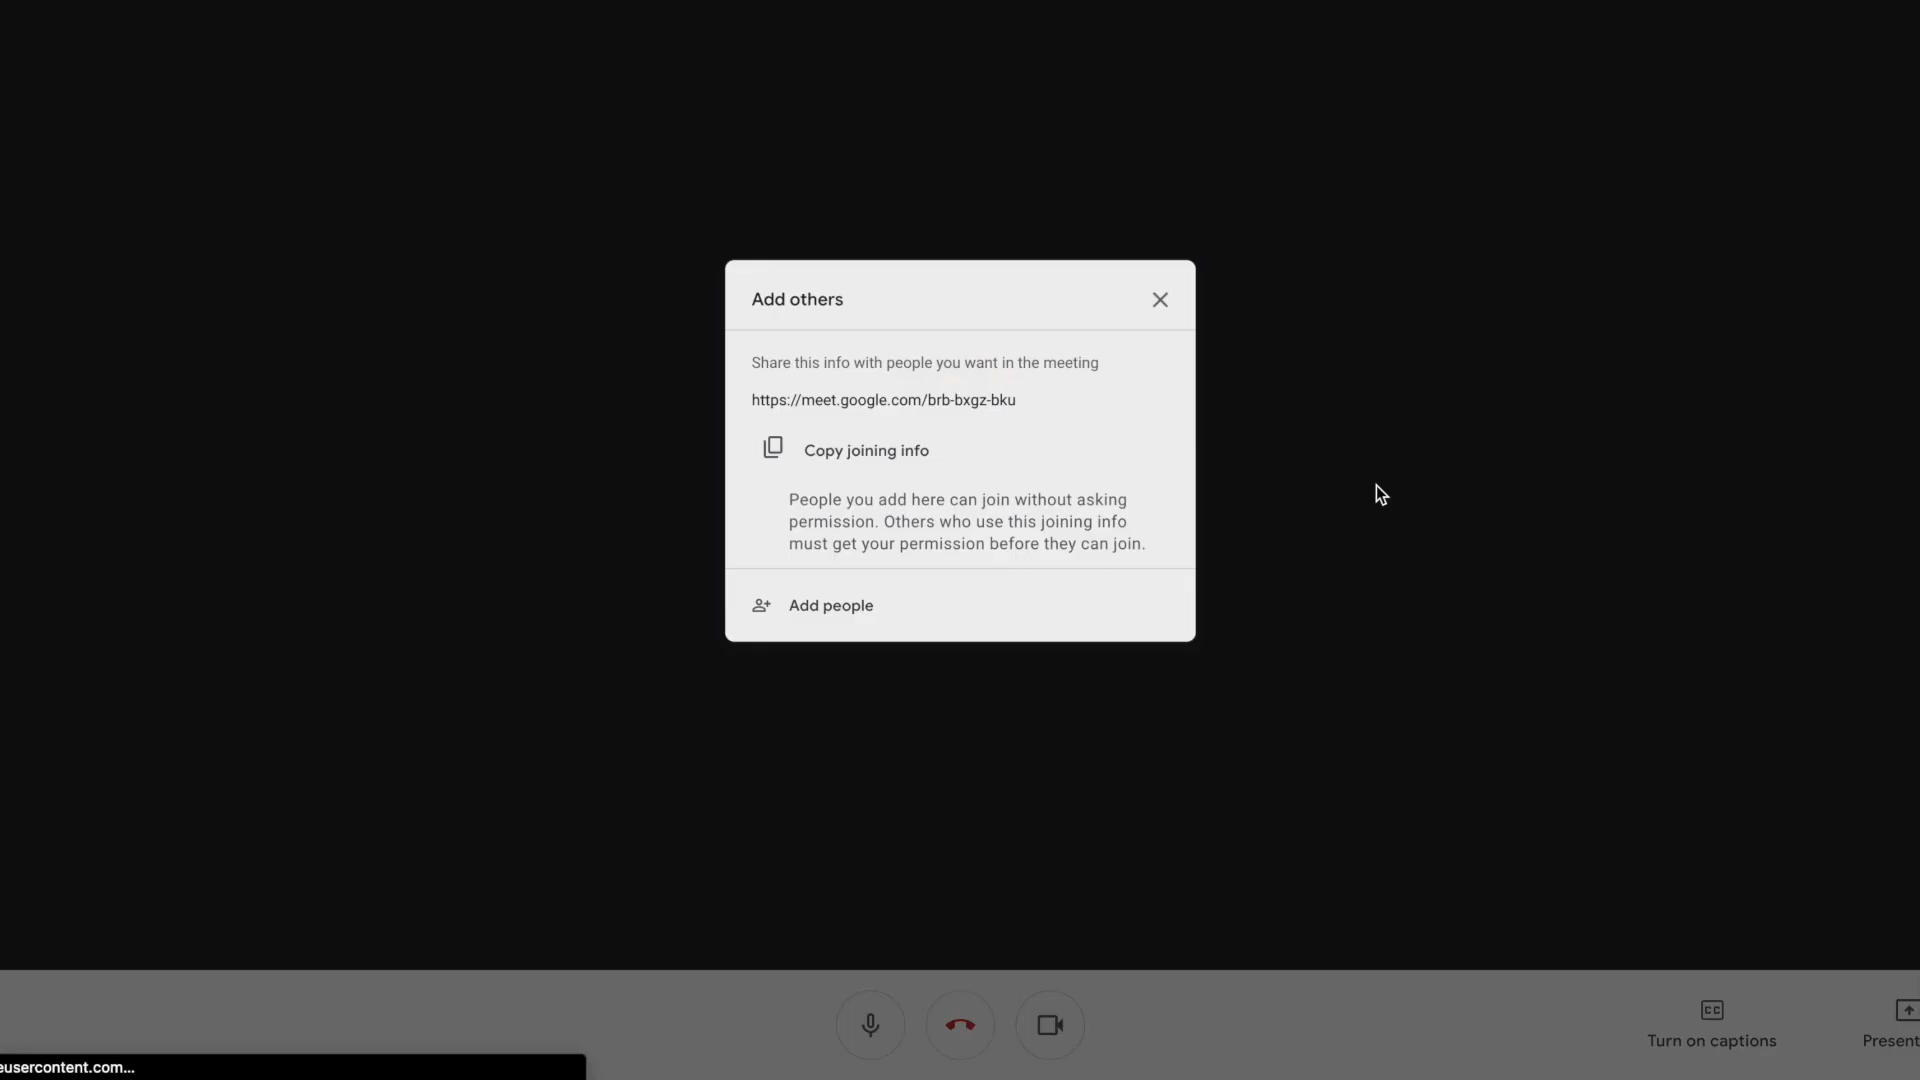 Add others
Share this info with people you want in the meeting
https://meet.google.com/brb-bxgz-bku
Copy joining info
People you add here can join without asking
permission. Others who use this joining info
must get your permission before they can join.
Add people
CC
Turn on captions
Present
eusercontent.com...